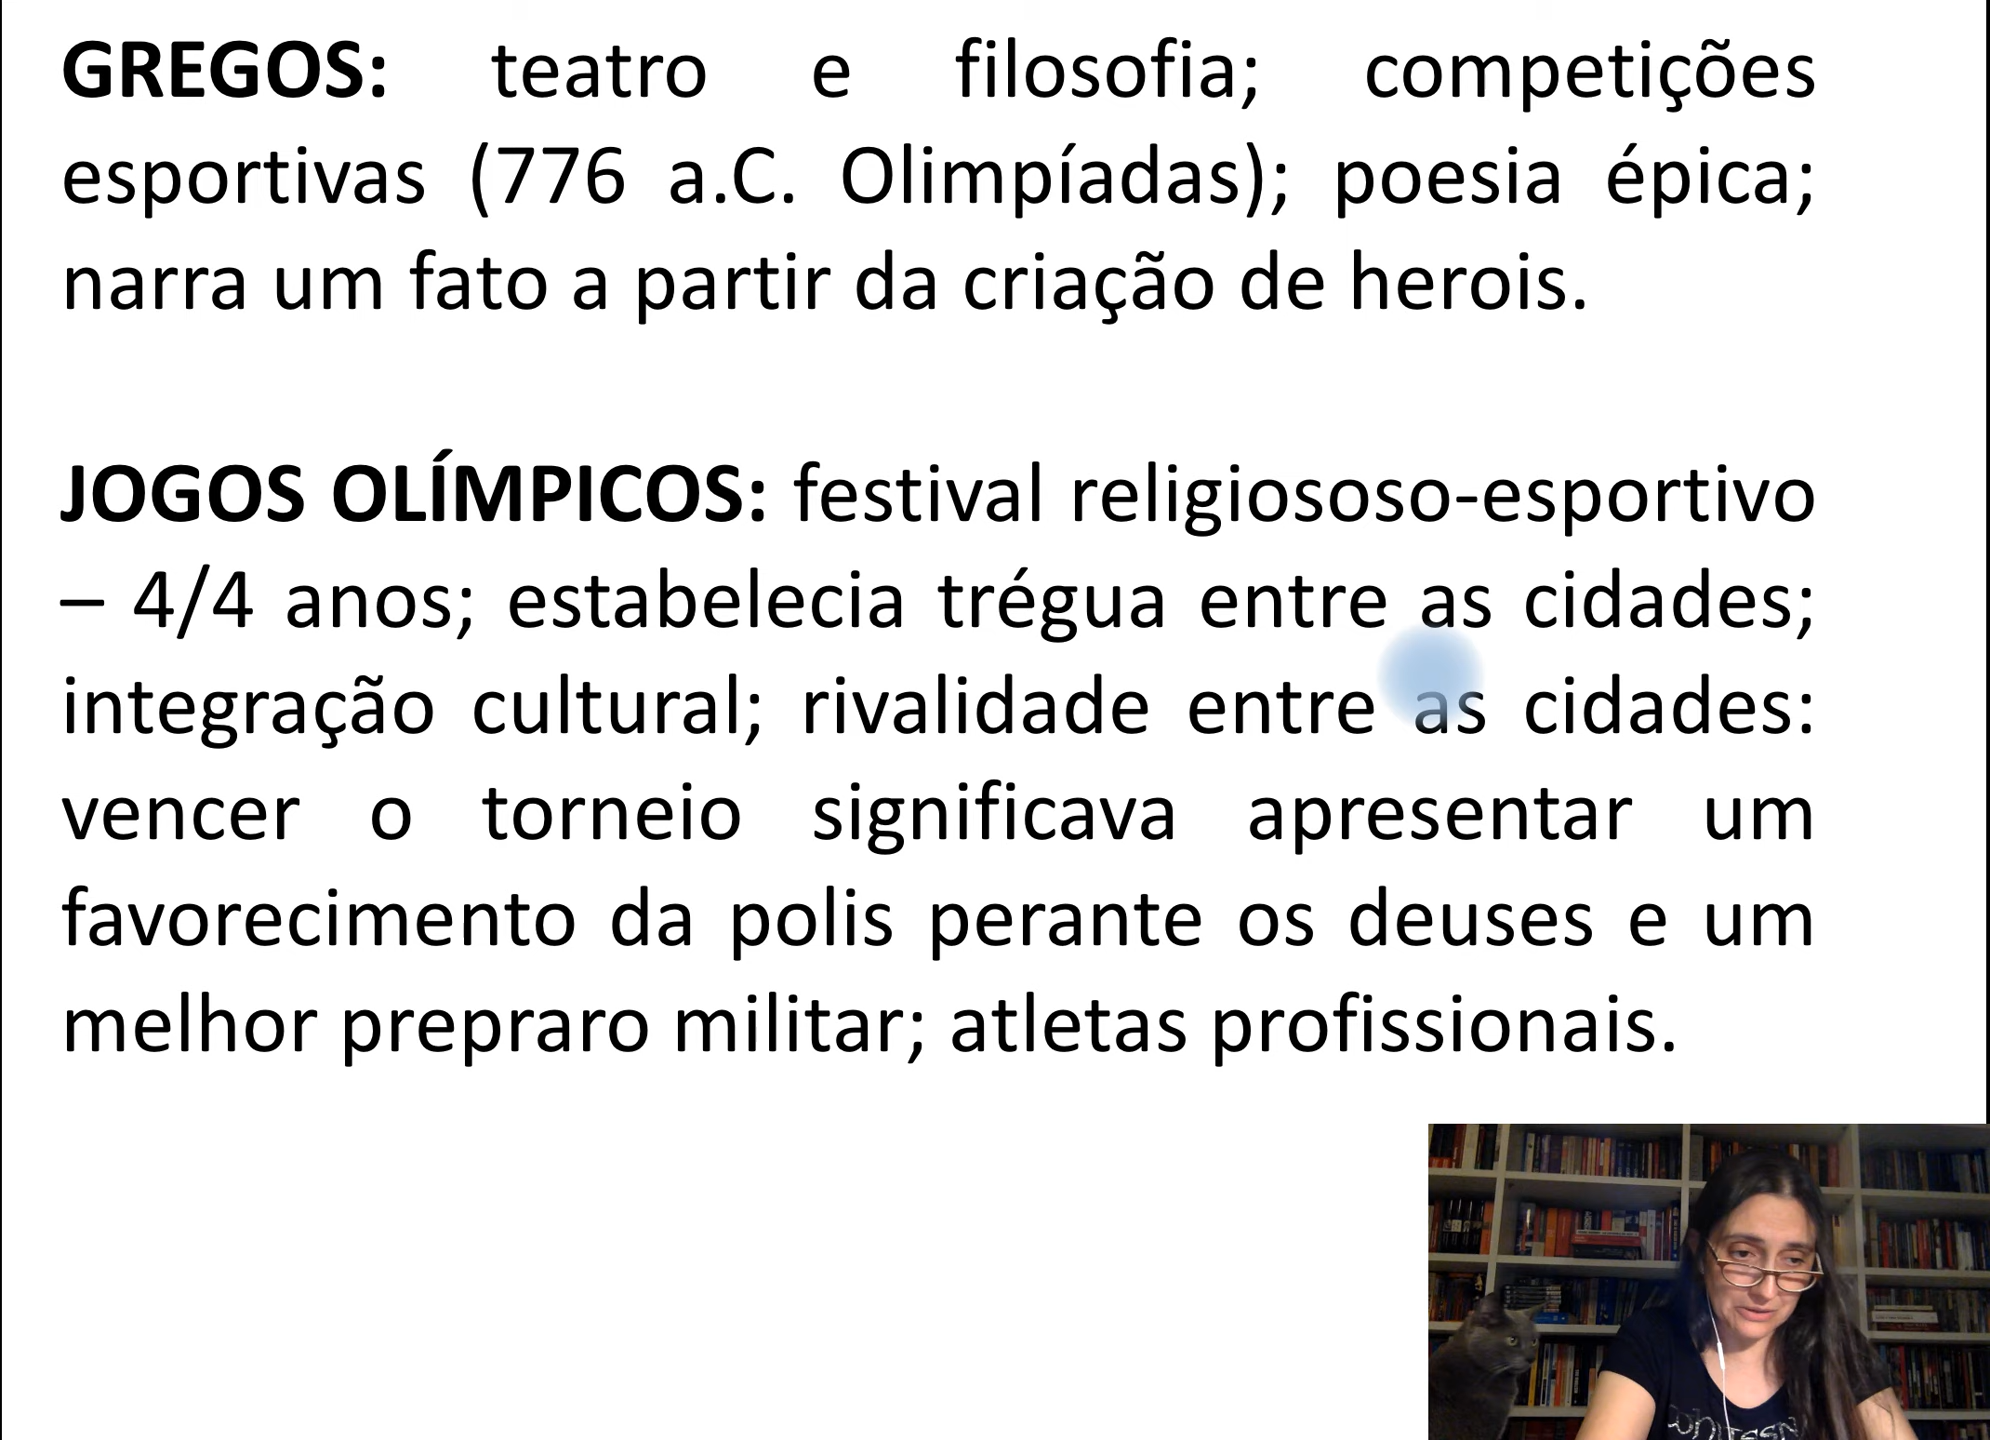 GREGOS: teatro e filosofia; competições
esportivas (776 a.C. Olimpíadas); poesia épica;
narra um fato a partir da criação de herois.
JOGOS OLÍMPICOS: festival religiososo-esportivo
– 4/4 anos; estabelecia trégua entre as cidades;
integração cultural; rivalidade entre as cidades:
vencer o torneio significava apresentar um
favorecimento da polis perante os deuses e um
melhor prepraro militar; atletas profissionais.